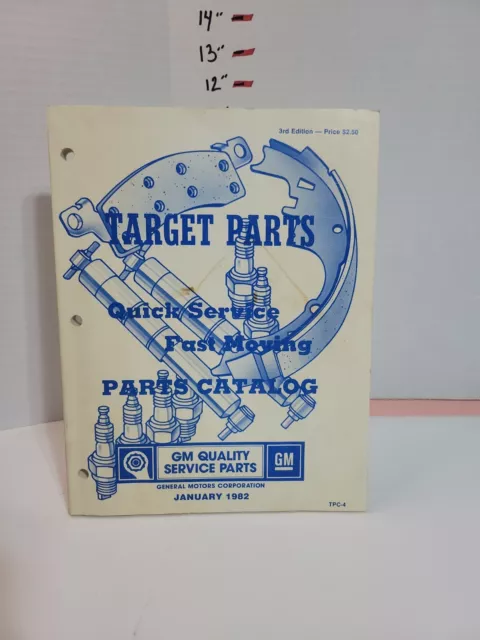 14"
13"
12"
3rd Edition — Price $2.50
TARGET PARTS
Quick Service
Fast Moving
PARTS CATALOG
GM QUALITY
SERVICE PARTS
GM
GENERAL MOTORS CORPORATION
JANUARY 1982
TPC-4